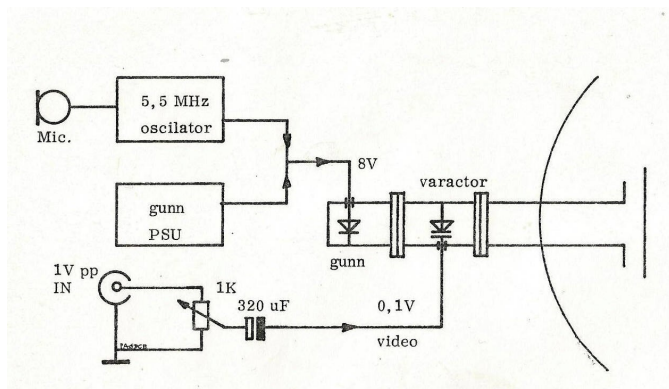 5,5 MHz
oscilator
Mic.
8V
varactor
gunn
PSU
gunn
1V pp
IN
1K
320 uF
0,1V
video